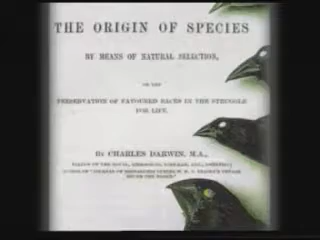 THE ORIGIN OF SPECIES
BY MEANS OF NATURAL SELECTION,
OR THE
PRESERVATION OF FAVOURED RACES IN THE STRUGGLE
FOR LIFE.
BY CHARLES DARWIN, M.A.,